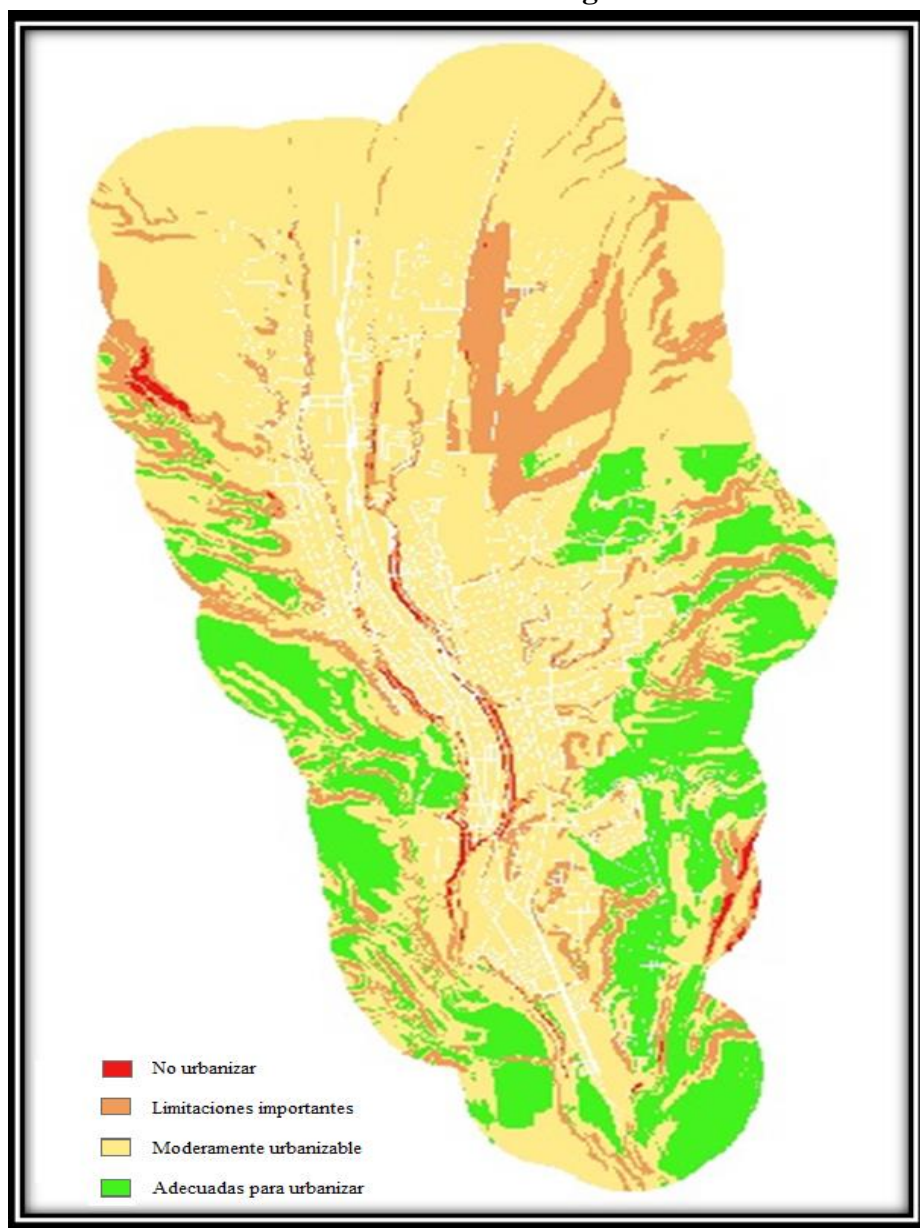 No urbanizar
Limitaciones importantes
Moderamente urbanizable
Adecuadas para urbanizar